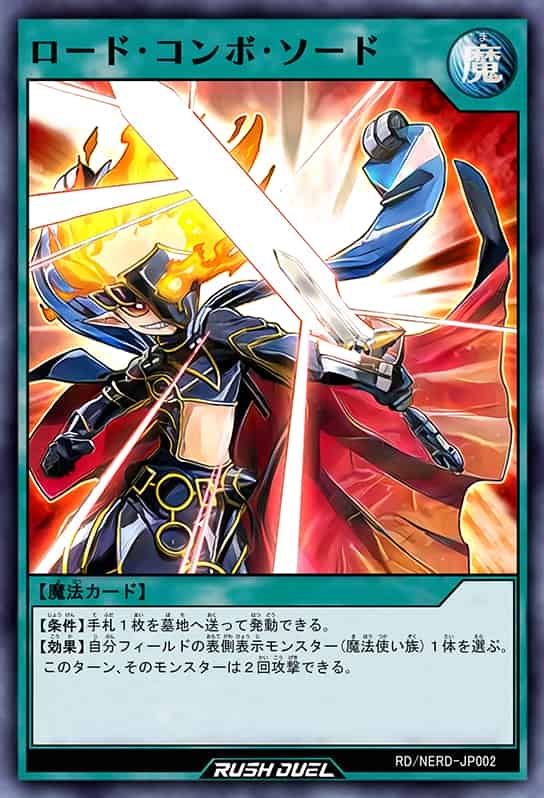 ロード・コンボ・ソード
魔
【魔法カード】
【条件】手札1枚を墓地へ送って発動できる。
【効果】自分フィールドの表側表示モンスター(魔法使い族)1体を選ぶ。
このターン、そのモンスターは2回攻撃できる。
RUSH DUEL
RD/NERD-JP002